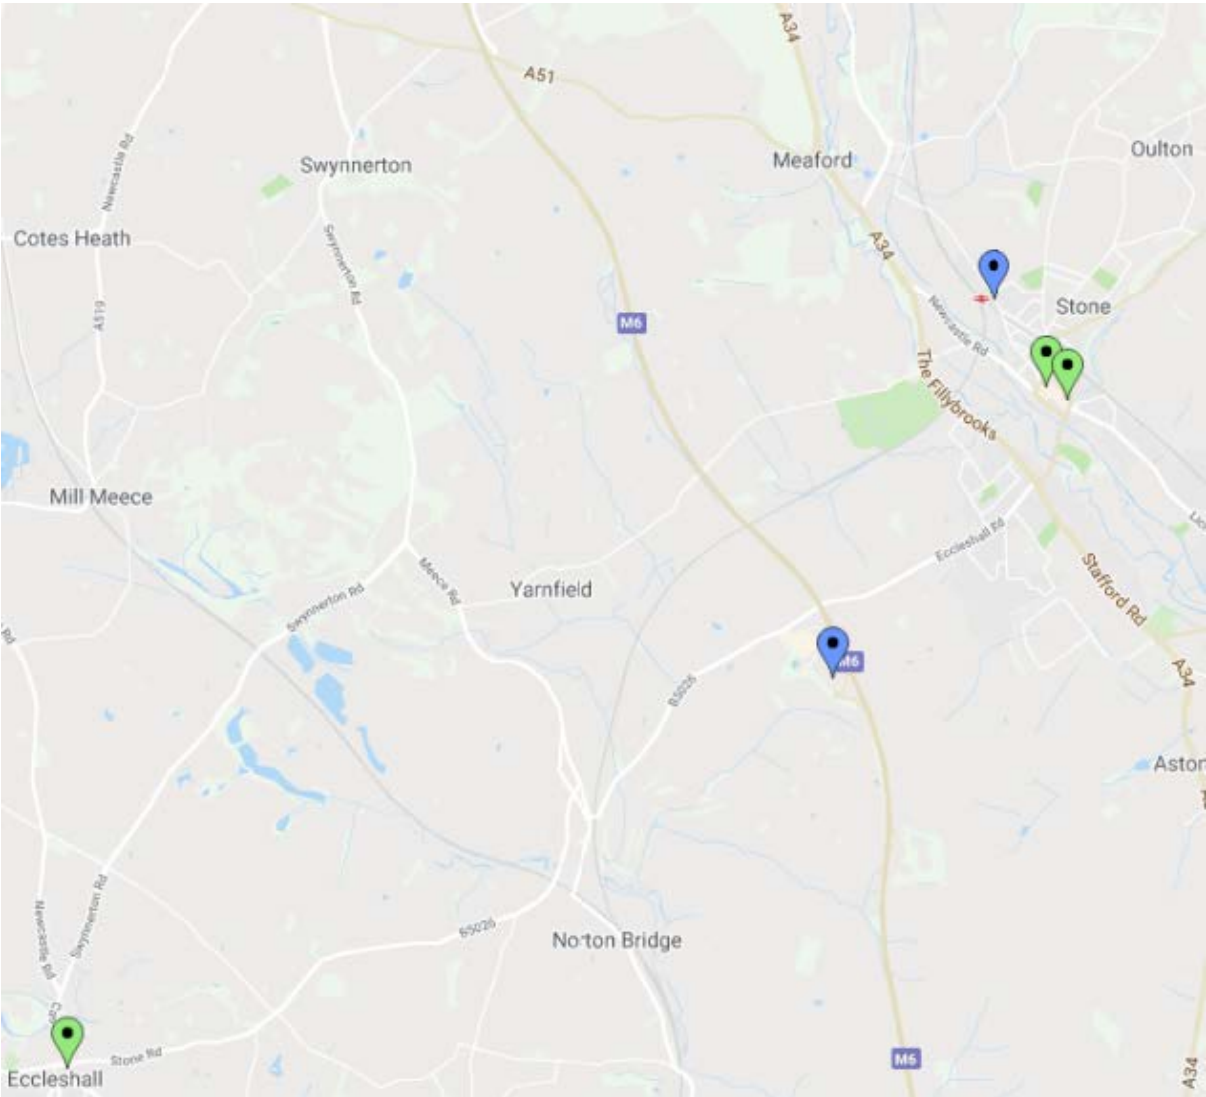 A34
A51
Oulton
Meaford
Swynnerton
Newcastle Rd
Cotes Heath
A34
Swynnerton Rd
Stone
A519
M6
Newcastle Rd
The Fillybrooks
Mill Meece
Eccleshall Rd
Meece Rd
Yarnfield
Swynnerton Rd
Stafford Rd
Rd
M6
A34
B5026
Aston
Swynnerton Rd
Newcastle Rd
B5026
Norton Bridge
Stone Rd
M6
A34
Eccleshall